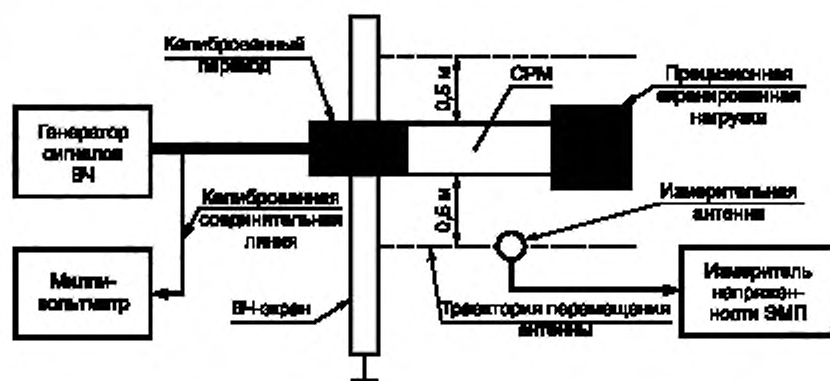 Калиброванный
переход
0,5 м
СРМ
Прецизионная
экранированная
нагрузка
Генератор
сигналов
ВЧ
Калиброванная
соединительная
линия
0,5 м
Измерительная
антенна
Милли-
вольтметр
ВЧ-экран
Траектория перемещения
антенны
Измеритель
напряжен-
ности ЭМП